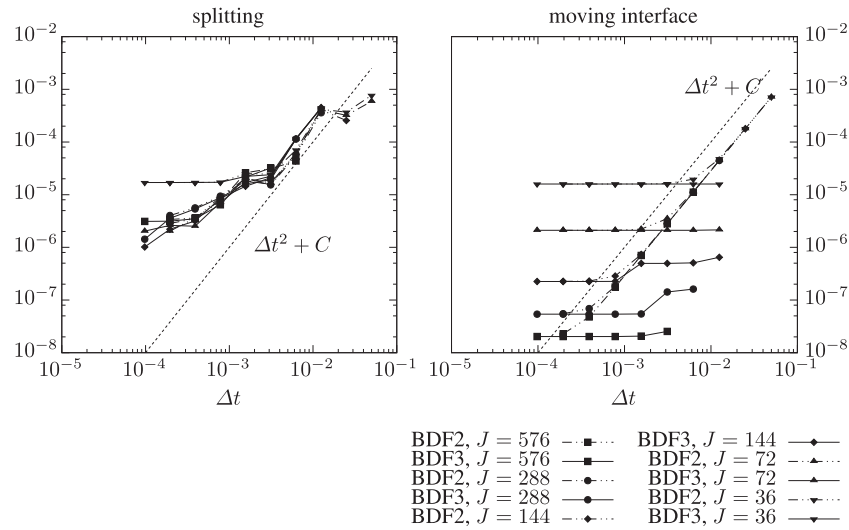 splitting
moving interface
10^{-2}
10^{-3}
10^{-4}
10^{-5}
10^{-6}
10^{-7}
10^{-8}
Δt^2 + C
10^{-5} 10^{-4} 10^{-3} 10^{-2} 10^{-1}
Δt
Δt^2 + C
10^{-2}
10^{-3}
10^{-4}
10^{-5}
10^{-6}
10^{-7}
10^{-8}
10^{-5} 10^{-4} 10^{-3} 10^{-2} 10^{-1}
Δt
BDF2, J = 576
BDF3, J = 576
BDF2, J = 288
BDF3, J = 288
BDF2, J = 144
BDF3, J = 144
BDF2, J = 72
BDF3, J = 72
BDF2, J = 36
BDF3, J = 36